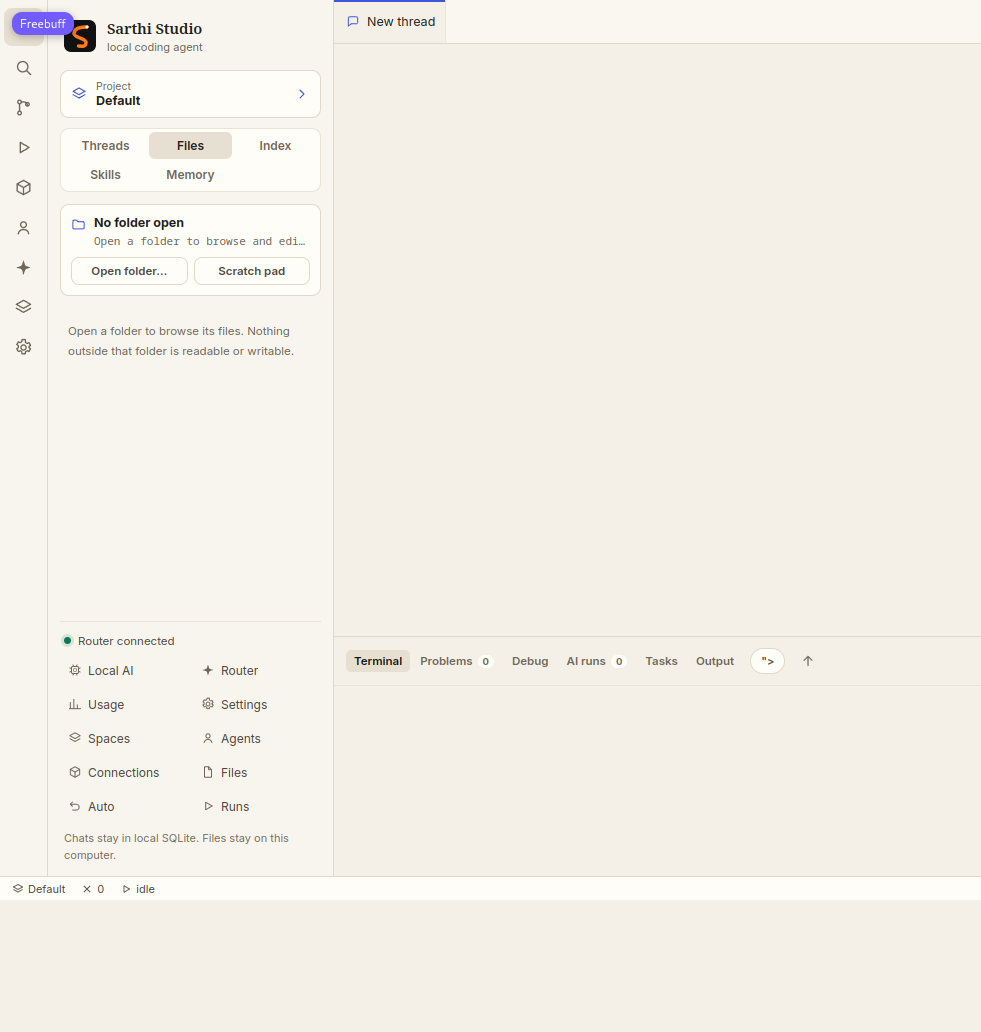 Freebuff
Sarthi Studio
local coding agent
New thread
Project
Default
Threads Files Index
Skills Memory
No folder open
Open a folder to browse and edi…
Open folder... Scratch pad
Open a folder to browse its files. Nothing
outside that folder is readable or writable.
Router connected
Local AI Router
Usage Settings
Spaces Agents
Connections Files
Auto Runs
Chats stay in local SQLite. Files stay on this
computer.
Terminal Problems 0 Debug AI runs 0 Tasks Output ">
Default 0 idle